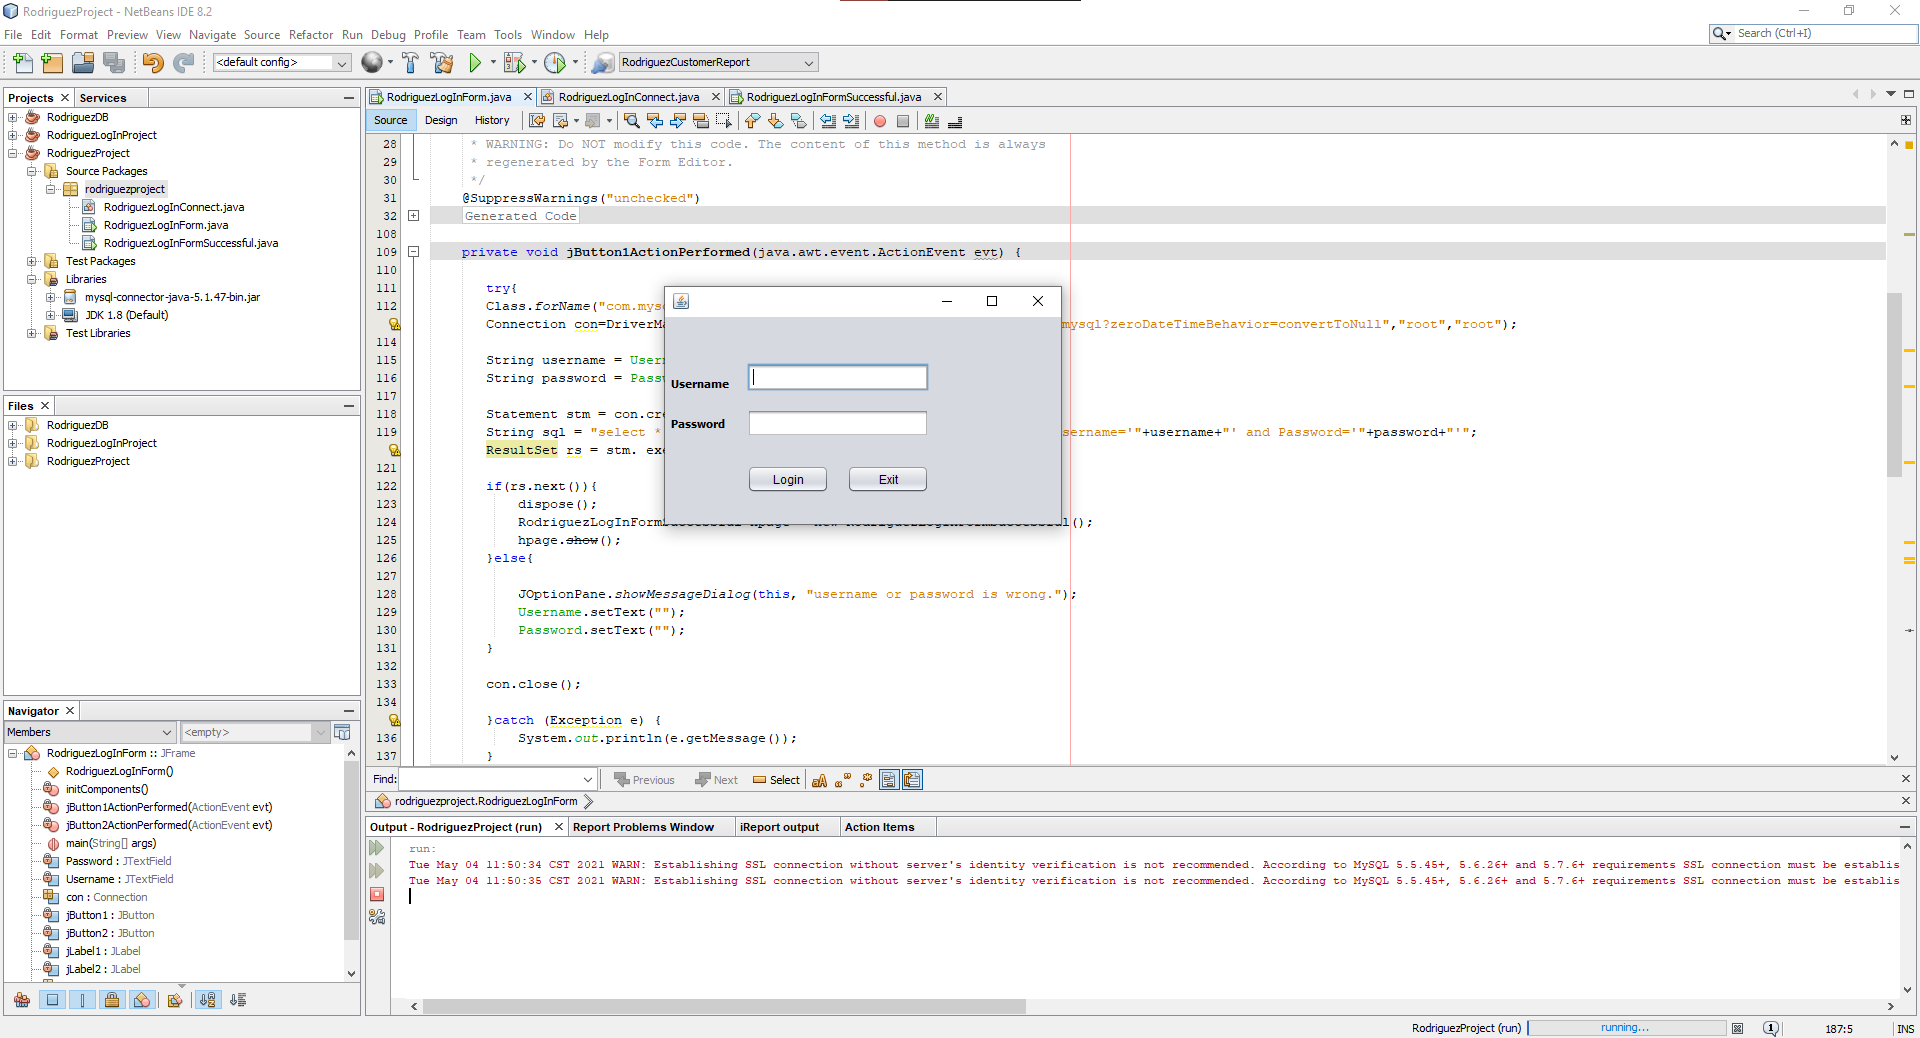 RodriguezProject - NetBeans IDE 8.2
File Edit Format Preview View Navigate Source Refactor Run Debug Profile Team Tools Window Help
Search (Ctrl+I)
<default config>
RodriguezCustomerReport
Projects
Services
RodriguezDB
RodriguezLogInProject
RodriguezProject
Source Packages
rodriguezproject
RodriguezLogInConnect.java
RodriguezLogInForm.java
RodriguezLogInFormSuccessful.java
Test Packages
Libraries
mysql-connector-java-5.1.47-bin.jar
JDK 1.8 (Default)
Test Libraries
Files
RodriguezDB
RodriguezLogInProject
RodriguezProject
Navigator
Members
<empty>
RodriguezLogInForm :: JFrame
RodriguezLogInForm()
initComponents()
jButton1ActionPerformed(ActionEvent evt)
jButton2ActionPerformed(ActionEvent evt)
main(String[] args)
Password : JTextField
Username : JTextField
con : Connection
jButton1 : JButton
jButton2 : JButton
jLabel1 : JLabel
jLabel2 : JLabel
RodriguezLogInForm.java
RodriguezLogInConnect.java
RodriguezLogInFormSuccessful.java
Source Design History
28 * WARNING: Do NOT modify this code. The content of this method is always
29 * regenerated by the Form Editor.
30 */
31 @SuppressWarnings("unchecked")
32 Generated Code
108
109 private void jButton1ActionPerformed(java.awt.event.ActionEvent evt) {
110
111 try{
112 Class.forName("com.mys
Connection con=DriverMa mysql?zeroDateTimeBehavior=convertToNull","root","root");
114
115 String username = User
116 String password = Pass
117
118 Statement stm = con.cre
119 String sql = "select * sername='"+username+"' and Password='"+password+"'";
ResultSet rs = stm. exe
121
122 if(rs.next()){
123 dispose();
124 RodriguezLogInFormSuccessful hpage = new RodriguezLogInFormSuccessful();
125 hpage.show();
126 }else{
127
128 JOptionPane.showMessageDialog(this, "username or password is wrong.");
129 Username.setText("");
130 Password.setText("");
131 }
132
133 con.close();
134
}catch (Exception e) {
136 System.out.println(e.getMessage());
137 }
Username
Password
Login
Exit
Find:
Previous
Next
Select
rodriguezproject.RodriguezLogInForm
Output - RodriguezProject (run)
Report Problems Window
iReport output
Action Items
run:
Tue May 04 11:50:34 CST 2021 WARN: Establishing SSL connection without server's identity verification is not recommended. According to MySQL 5.5.45+, 5.6.26+ and 5.7.6+ requirements SSL connection must be establis
Tue May 04 11:50:35 CST 2021 WARN: Establishing SSL connection without server's identity verification is not recommended. According to MySQL 5.5.45+, 5.6.26+ and 5.7.6+ requirements SSL connection must be establis
RodriguezProject (run)
running...
1
187:5
INS